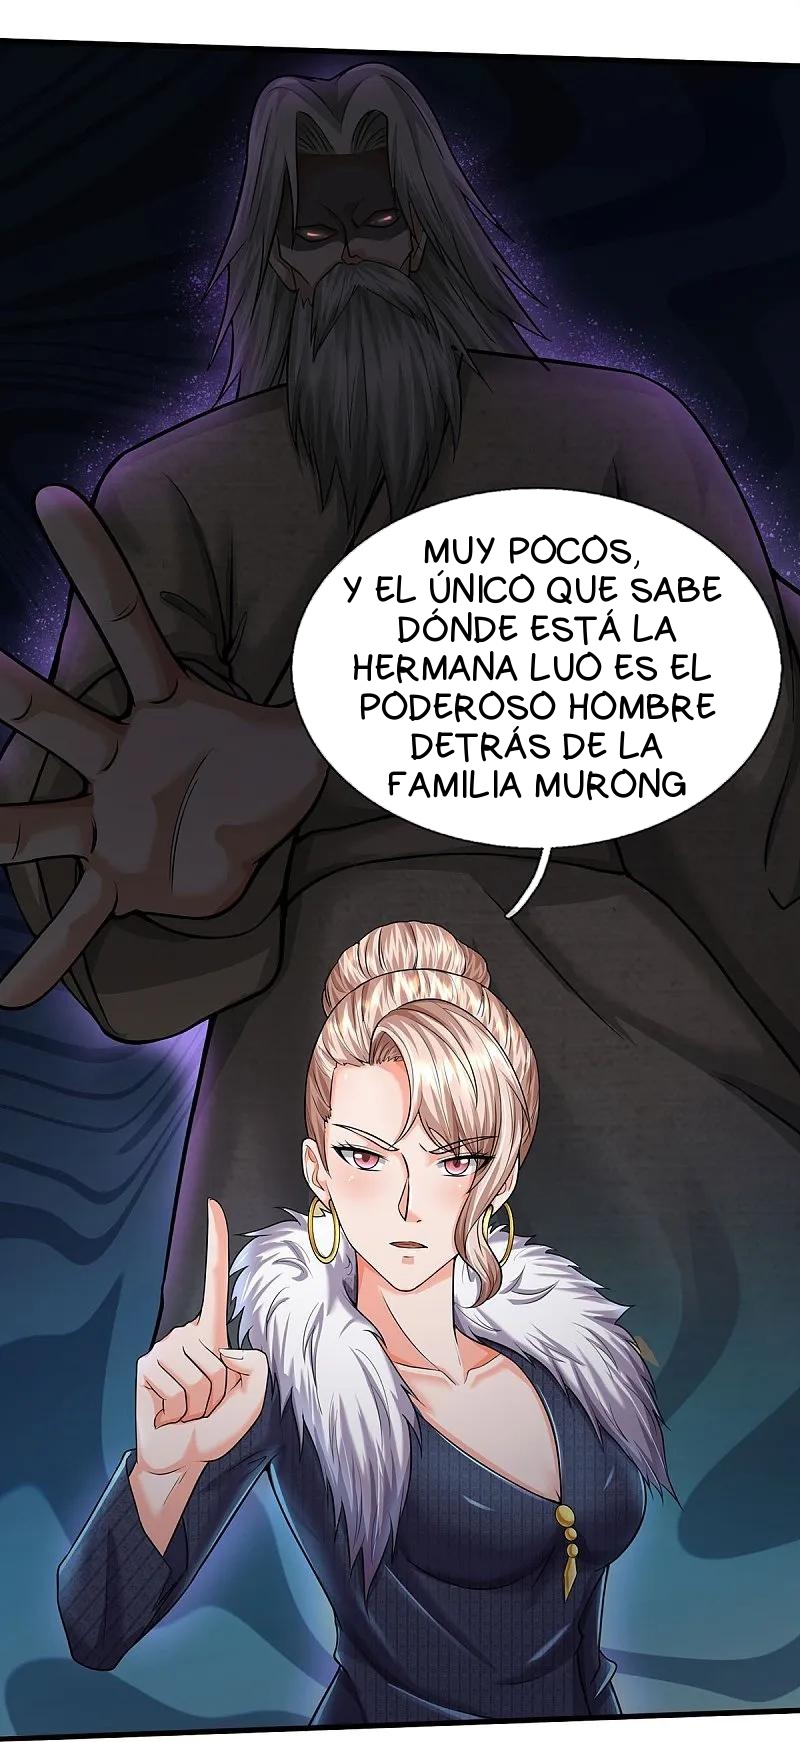 MUY POCOS,
Y EL ÚNICO QUE SABE
DÓNDE ESTÁ LA
HERMANA LUO ES EL
PODEROSO HOMBRE
DETRÁS DE LA
FAMILIA MURONG